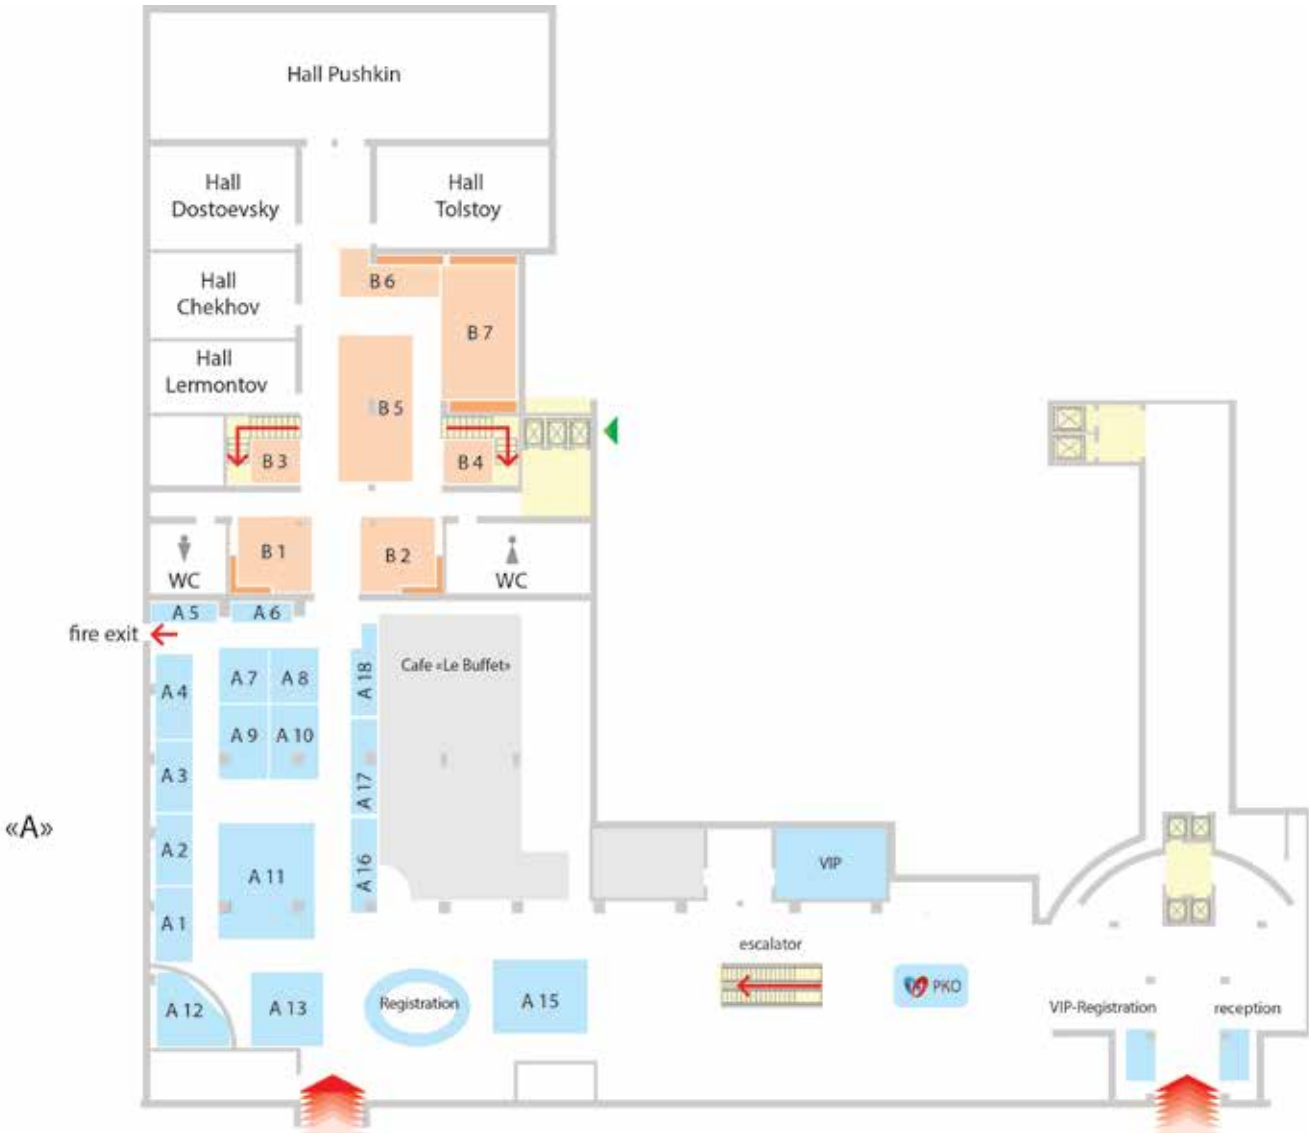 Hall Pushkin
Hall
Dostoevsky
Hall
Tolstoy
Hall
Chekhov
B 6
B 7
Hall
Lermontov
B 5
B 3
B 4
B 1
B 2
WC
WC
A 5
A 6
fire exit
A 4
A 7
A 8
A 18
Cafe «Le Buffet»
A 9
A 10
A 3
A 17
«A»
A 2
A 11
A 16
VIP
A 1
escalator
PKO
A 12
A 13
Registration
A 15
VIP-Registration
reception